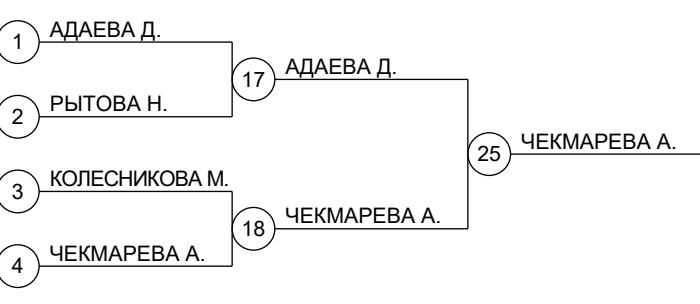 1 АДАЕВА Д.
17 АДАЕВА Д.
2 РЫТОВА Н.
25 ЧЕКМАРЕВА А.
3 КОЛЕСНИКОВА М.
18 ЧЕКМАРЕВА А.
4 ЧЕКМАРЕВА А.